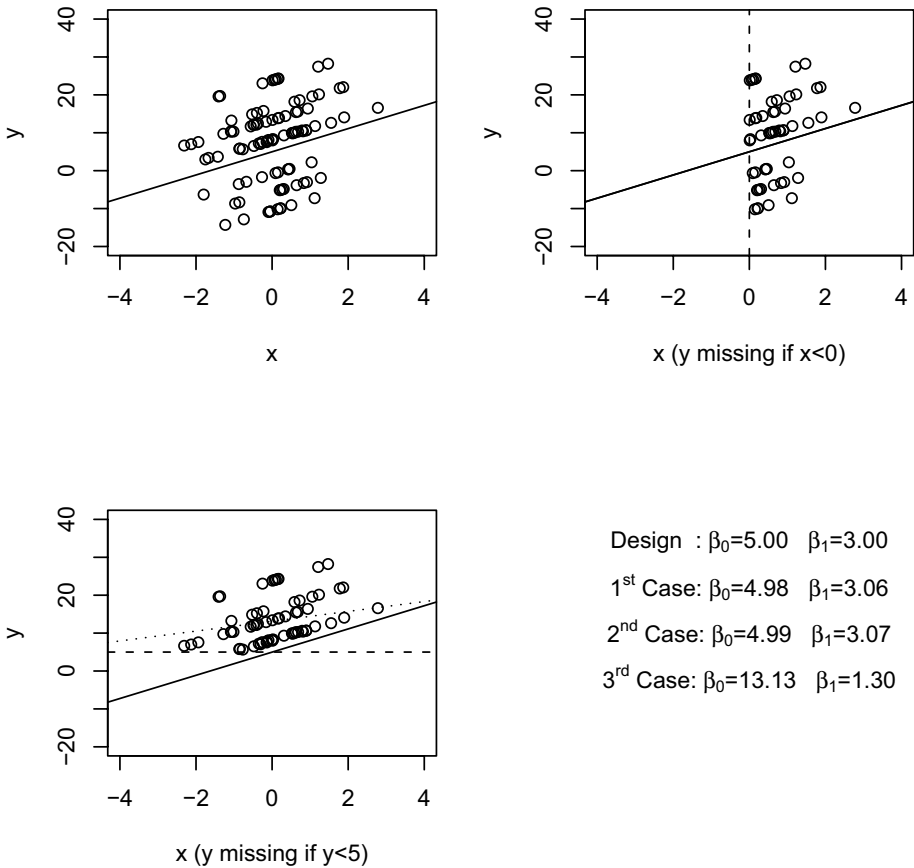 40
20
0
−20
y
−4 −2 0 2 4
x
40
20
0
−20
y
−4 −2 0 2 4
x (y missing if x<0)
40
20
0
−20
y
−4 −2 0 2 4
x (y missing if y<5)
Design : β₀=5.00 β₁=3.00
1ˢᵗ Case: β₀=4.98 β₁=3.06
2ⁿᵈ Case: β₀=4.99 β₁=3.07
3ʳᵈ Case: β₀=13.13 β₁=1.30